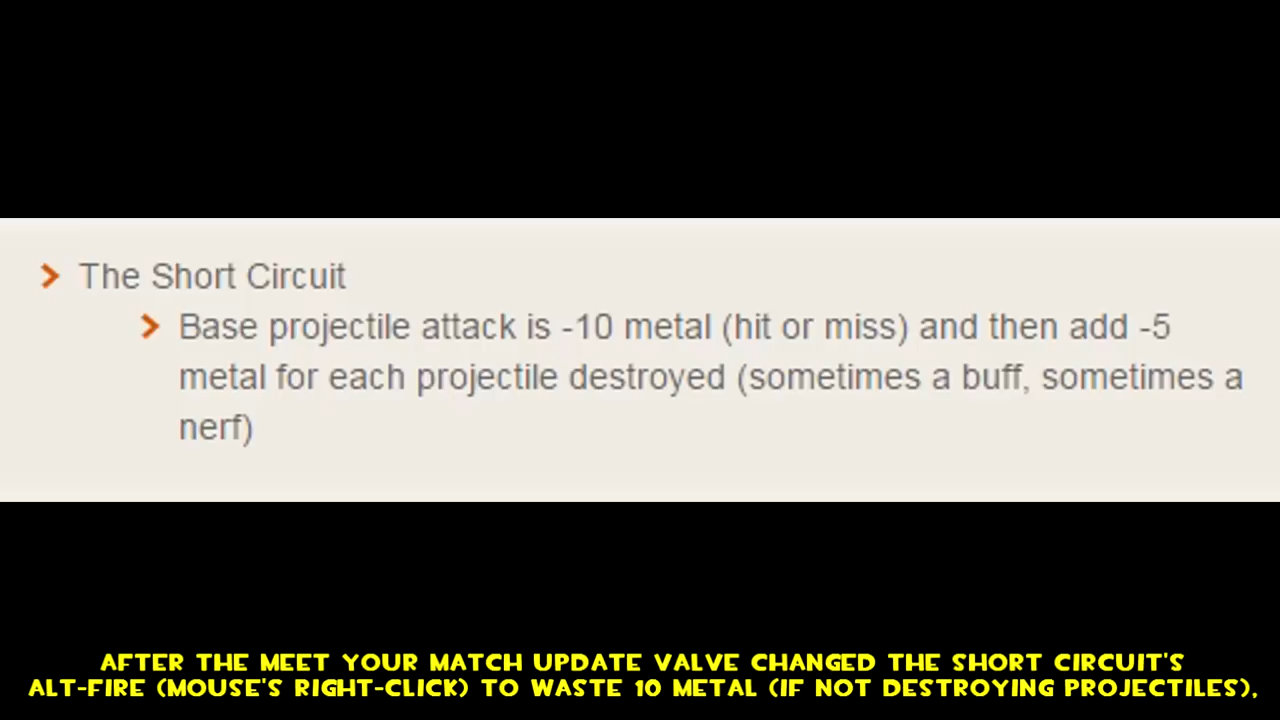 The Short Circuit
Base projectile attack is -10 metal (hit or miss) and then add -5
metal for each projectile destroyed (sometimes a buff, sometimes a
nerf)
AFTER THE MEET YOUR MATCH UPDATE VALVE CHANGED THE SHORT CIRCUIT'S
ALT-FIRE (MOUSE'S RIGHT-CLICK) TO WASTE 10 METAL (IF NOT DESTROYING PROJECTILES),